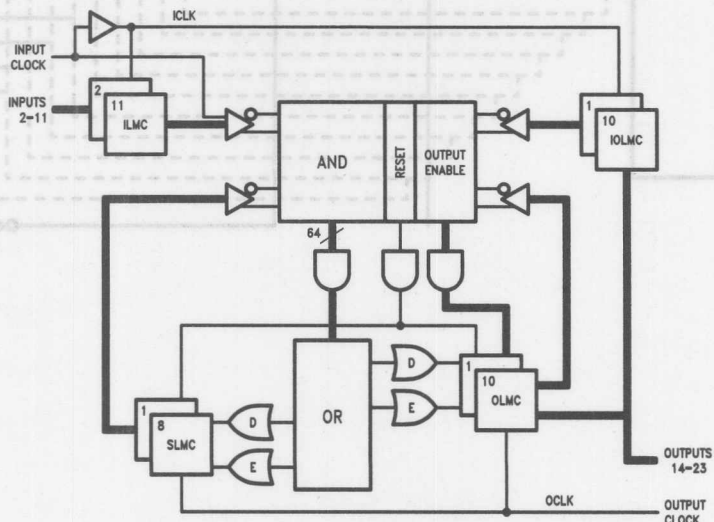 ICLK
INPUT
CLOCK
INPUTS
2-11
2
11
ILMC
1
10
IOLMC
AND
RESET
OUTPUT
ENABLE
64
1
8
SLMC
D
E
OR
D
E
1
10
OLMC
OUTPUTS
14-23
OCLK
OUTPUT
CLOCK